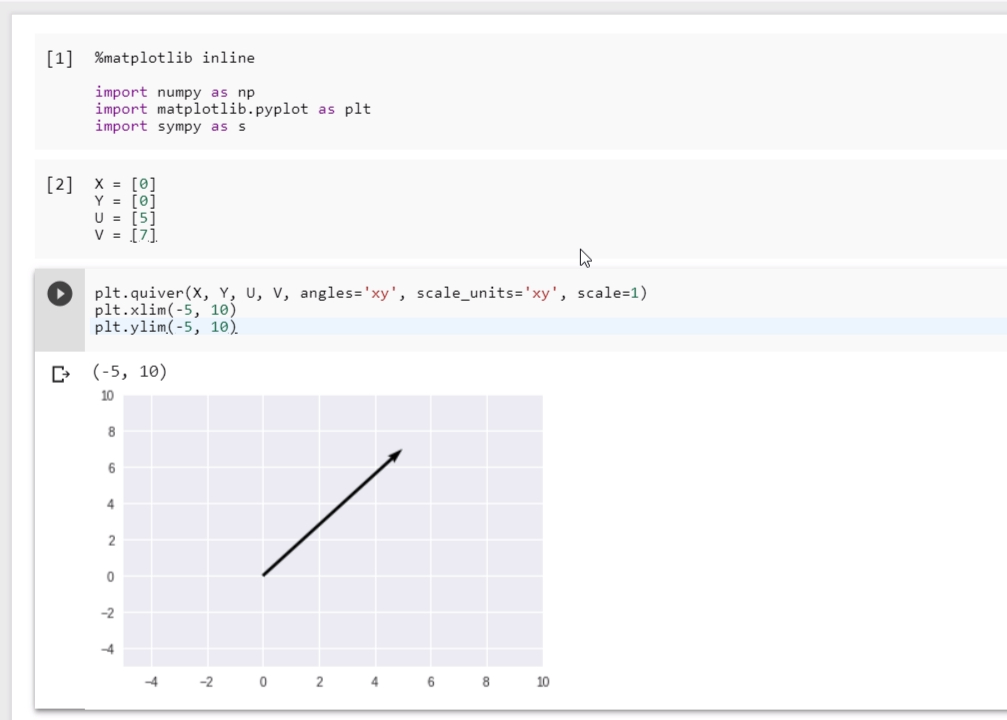 [1] %matplotlib inline
import numpy as np
import matplotlib.pyplot as plt
import sympy as s
[2] X = [0]
Y = [0]
U = [5]
V = [7]
plt.quiver(X, Y, U, V, angles='xy', scale_units='xy', scale=1)
plt.xlim(-5, 10)
plt.ylim(-5, 10)
(-5, 10)
10
8
6
4
2
0
−2
−4
−4 −2 0 2 4 6 8 10